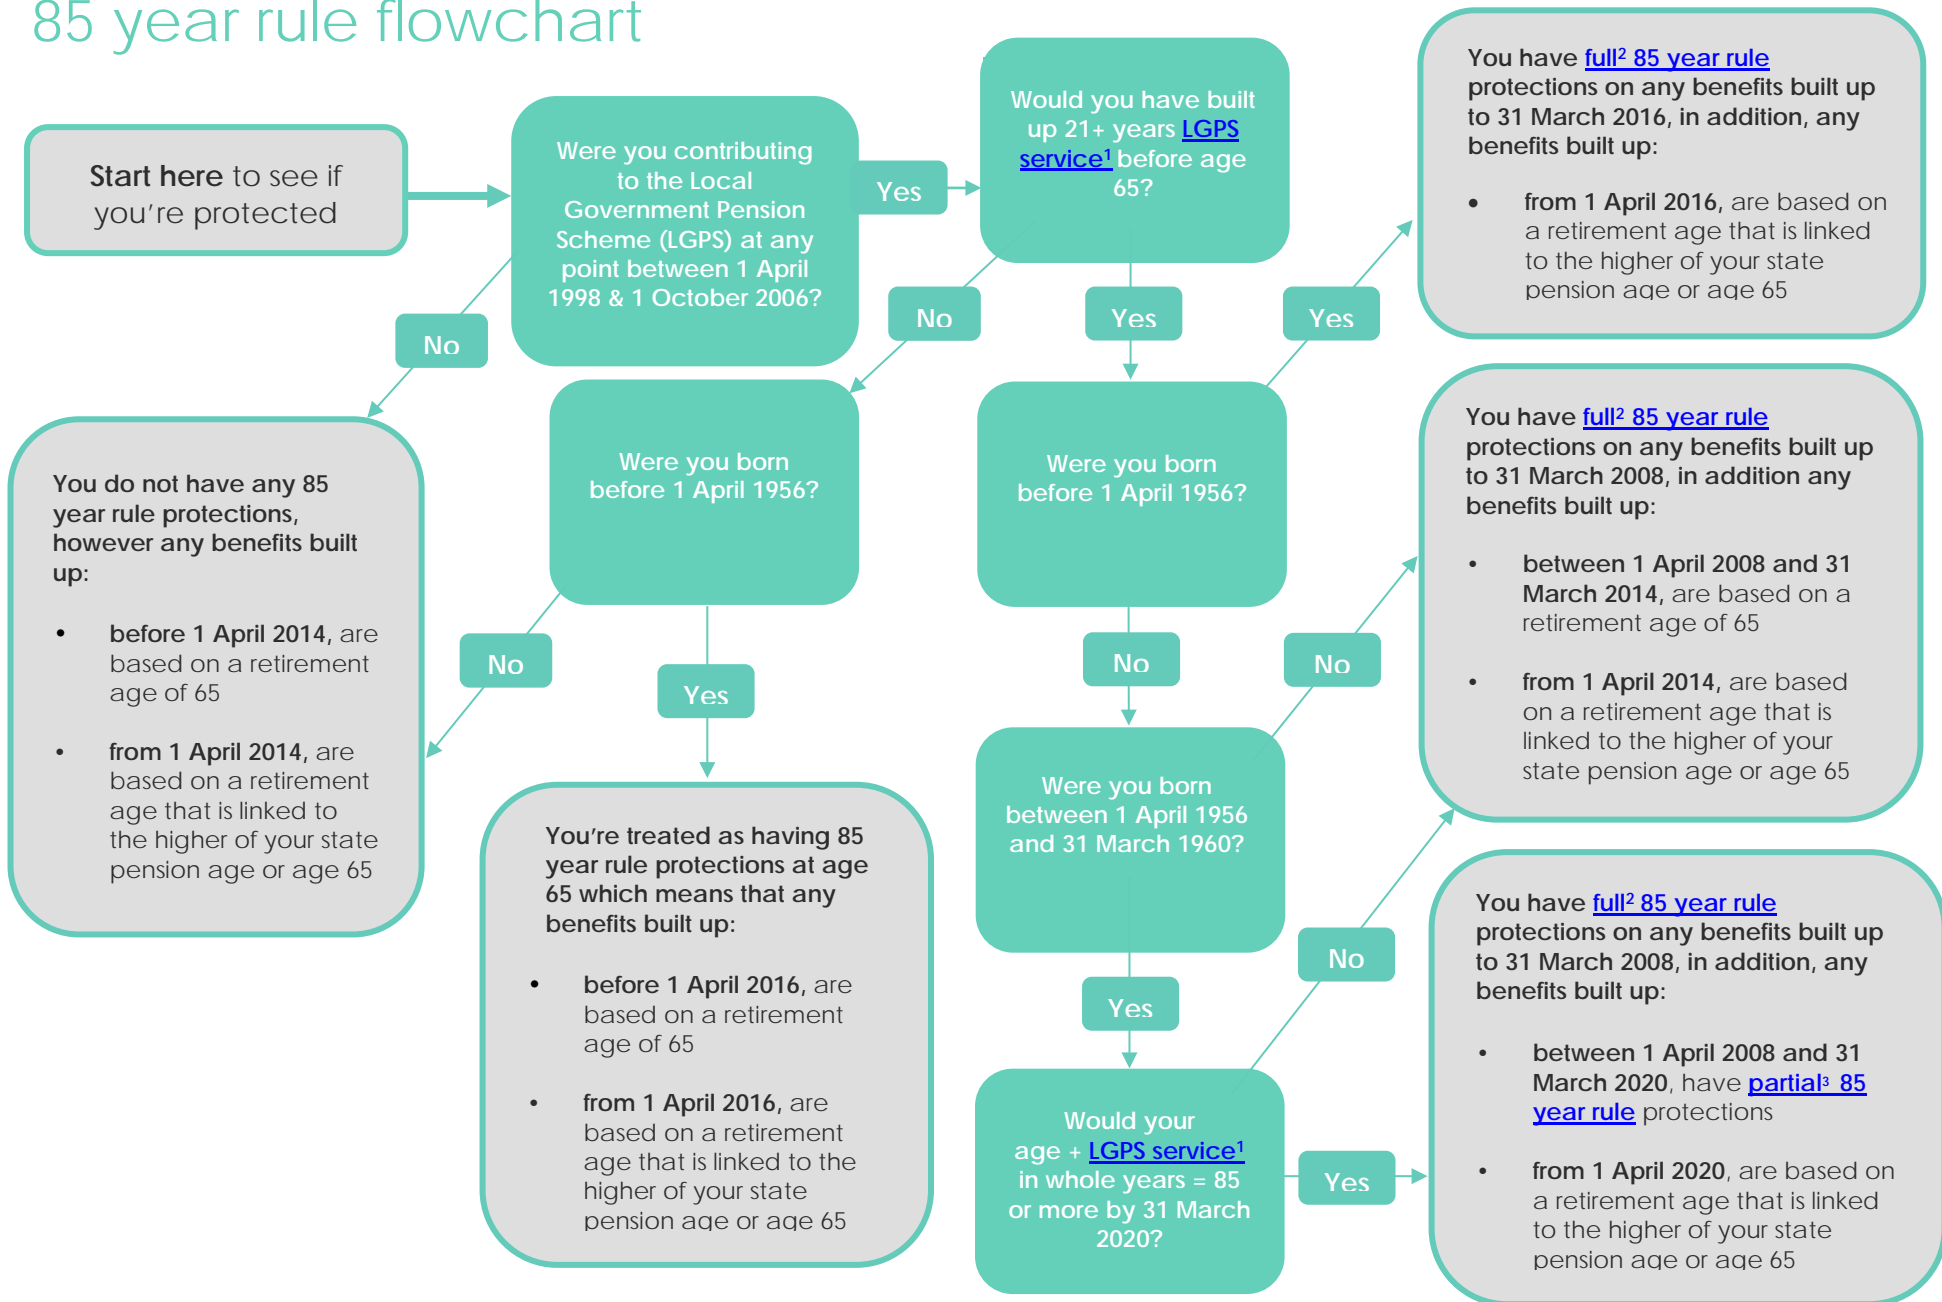 85 year rule flowchart
Start here to see if
you're protected
Were you contributing
to the Local
Government Pension
Scheme (LGPS) at any
point between 1 April
1998 & 1 October 2006?
Yes
No
Would you have built
up 21+ years LGPS
service¹ before age
65?
No
Yes
Were you born
before 1 April 1956?
No
Yes
Were you born
before 1 April 1956?
Yes
No
Were you born
between 1 April 1956
and 31 March 1960?
No
Yes
Would your
age + LGPS service¹
in whole years = 85
or more by 31 March
2020?
No
Yes
You do not have any 85
year rule protections,
however any benefits built
up:
• before 1 April 2014, are
based on a retirement
age of 65
• from 1 April 2014, are
based on a retirement
age that is linked to
the higher of your state
pension age or age 65
You’re treated as having 85
year rule protections at age
65 which means that any
benefits built up:
• before 1 April 2016, are
based on a retirement
age of 65
• from 1 April 2016, are
based on a retirement
age that is linked to the
higher of your state
pension age or age 65
You have full² 85 year rule
protections on any benefits built up
to 31 March 2016, in addition, any
benefits built up:
• from 1 April 2016, are based on
a retirement age that is linked
to the higher of your state
pension age or age 65
You have full² 85 year rule
protections on any benefits built up
to 31 March 2008, in addition any
benefits built up:
• between 1 April 2008 and 31
March 2014, are based on a
retirement age of 65
• from 1 April 2014, are based
on a retirement age that is
linked to the higher of your
state pension age or age 65
You have full² 85 year rule
protections on any benefits built up
to 31 March 2008, in addition, any
benefits built up:
• between 1 April 2008 and 31
March 2020, have partial³ 85
year rule protections
• from 1 April 2020, are based on
a retirement age that is linked
to the higher of your state
pension age or age 65